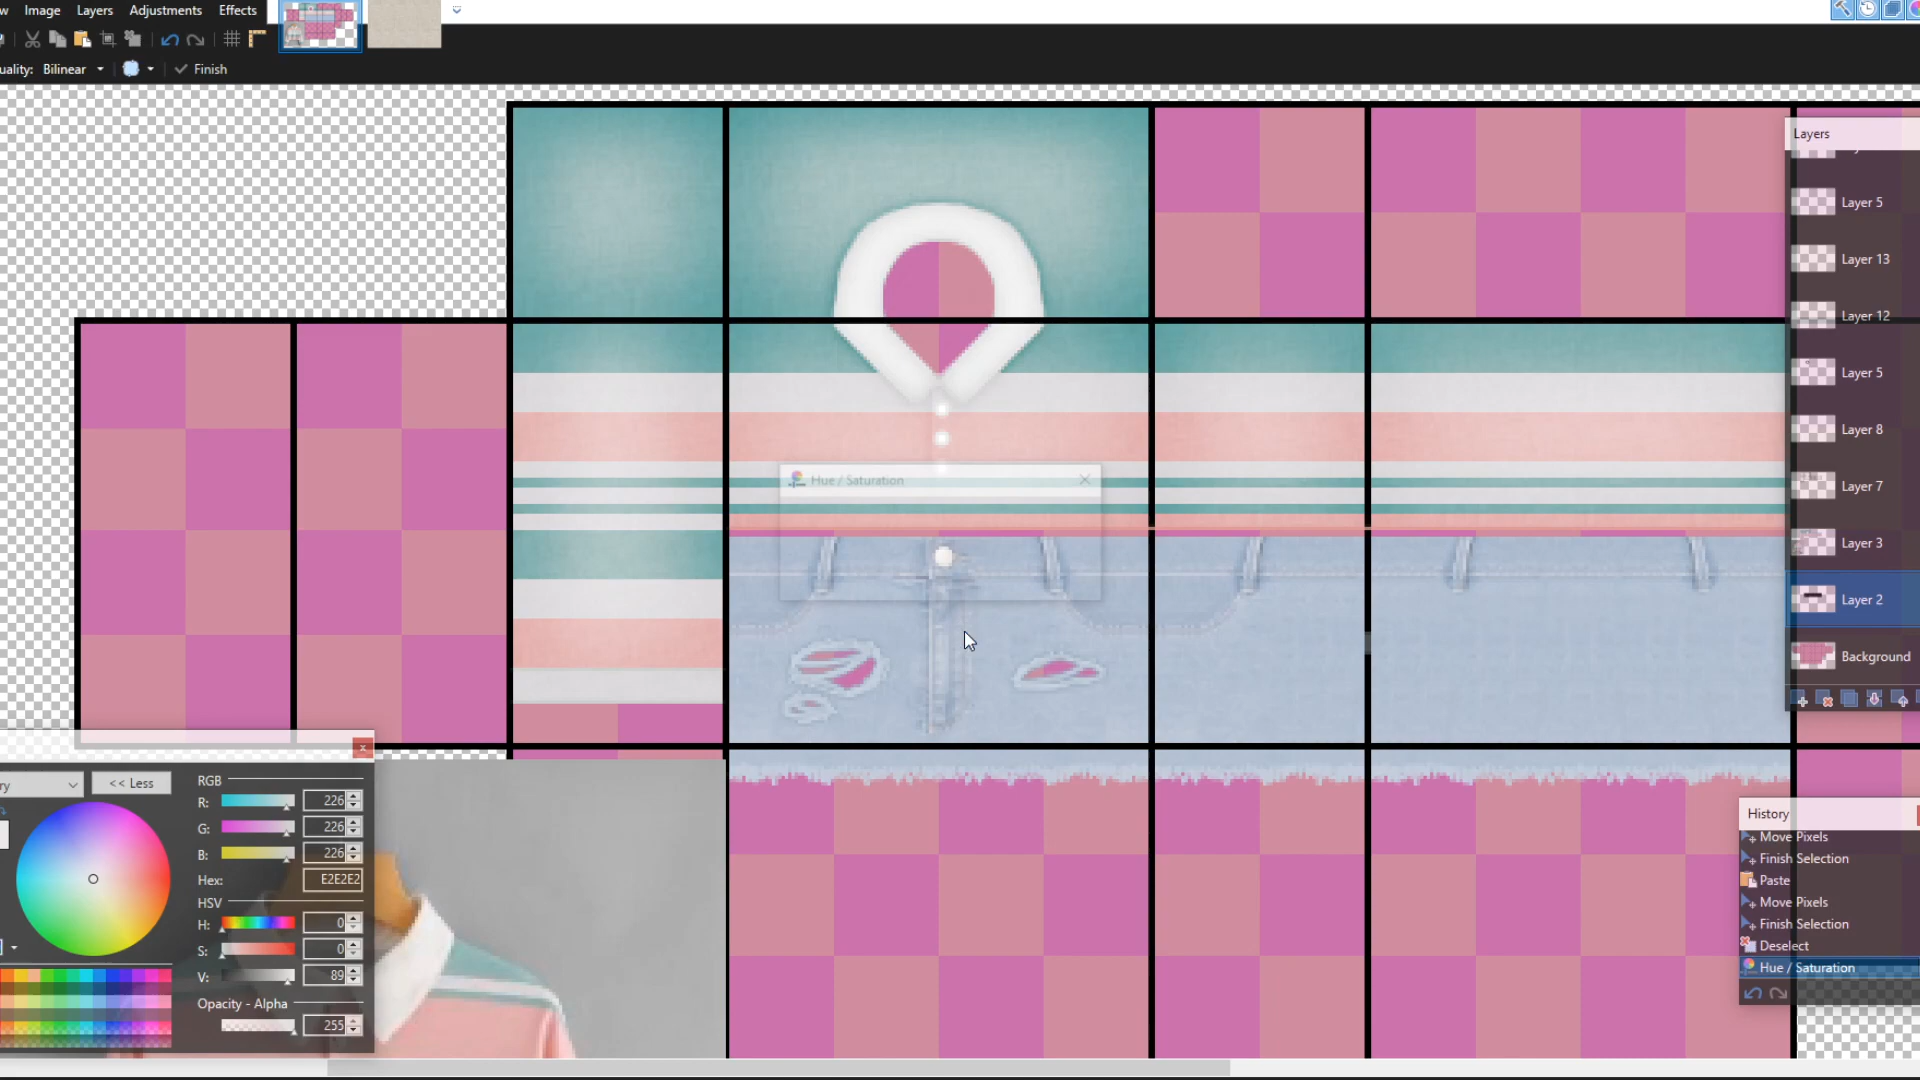 w Image Layers Adjustments Effects
uality: Bilinear Finish
Layers
Layer 5
Layer 13
Layer 12
Layer 5
Layer 8
Layer 7
Layer 3
Layer 2
Background
Hue / Saturation
ry << Less
RGB
R: 226
G: 226
B: 226
Hex: E2E2E2
HSV
H: 0
S: 0
V: 89
Opacity - Alpha
255
History
Move Pixels
Finish Selection
Paste
Move Pixels
Finish Selection
Deselect
Hue / Saturation